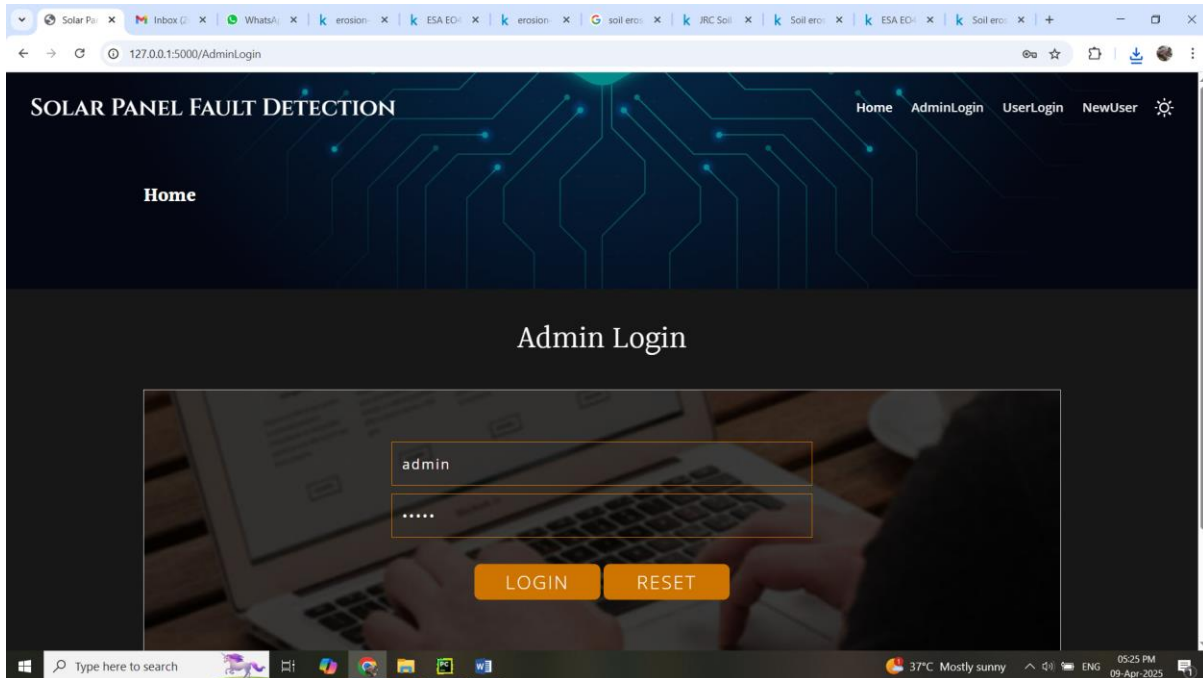 Solar Pa
Inbox (2
WhatsA
erosion-
ESA EO-
erosion-
soil eros
JRC Soil
Soil eros
ESA EO-
Soil eros
127.0.0.1:5000/AdminLogin
SOLAR PANEL FAULT DETECTION
Home AdminLogin UserLogin NewUser
Home
Admin Login
admin
LOGIN RESET
Type here to search
37°C Mostly sunny
ENG
05:25 PM
09-Apr-2025